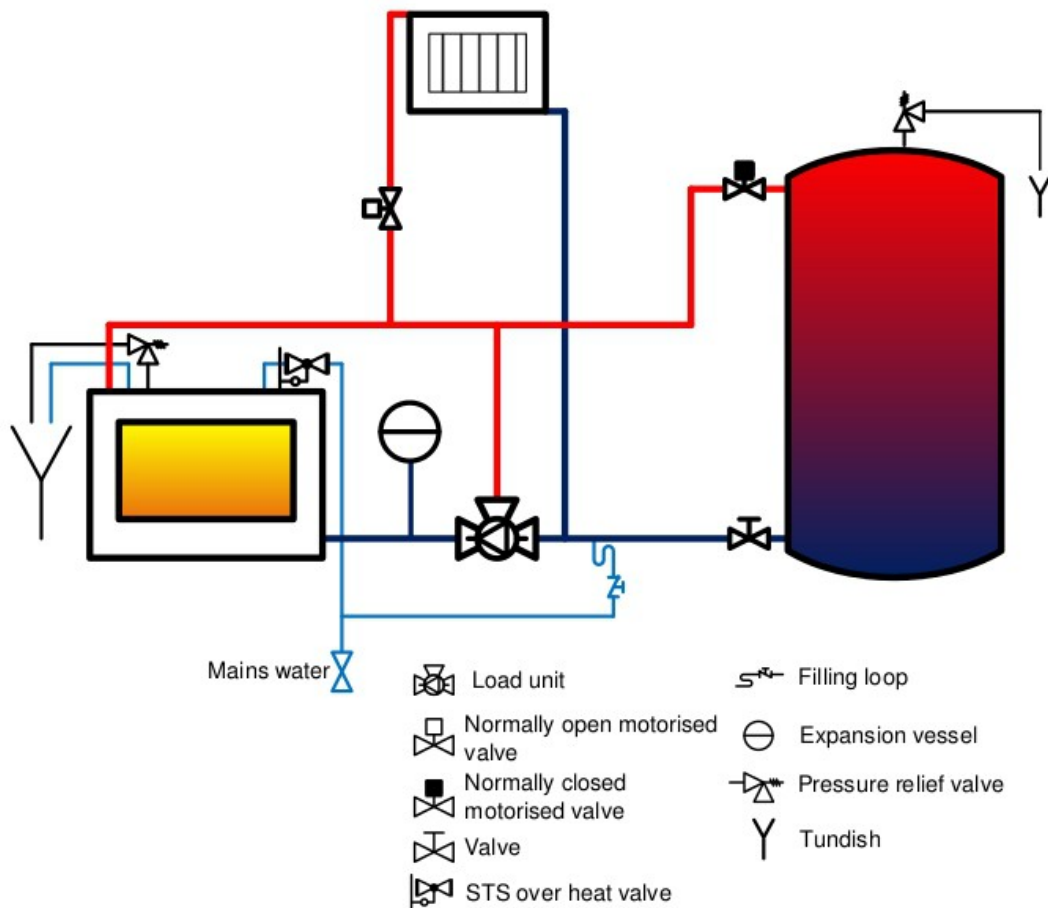 Mains water
Load unit
Normally open motorised
valve
Normally closed
motorised valve
Valve
STS over heat valve
Filling loop
Expansion vessel
Pressure relief valve
Tundish